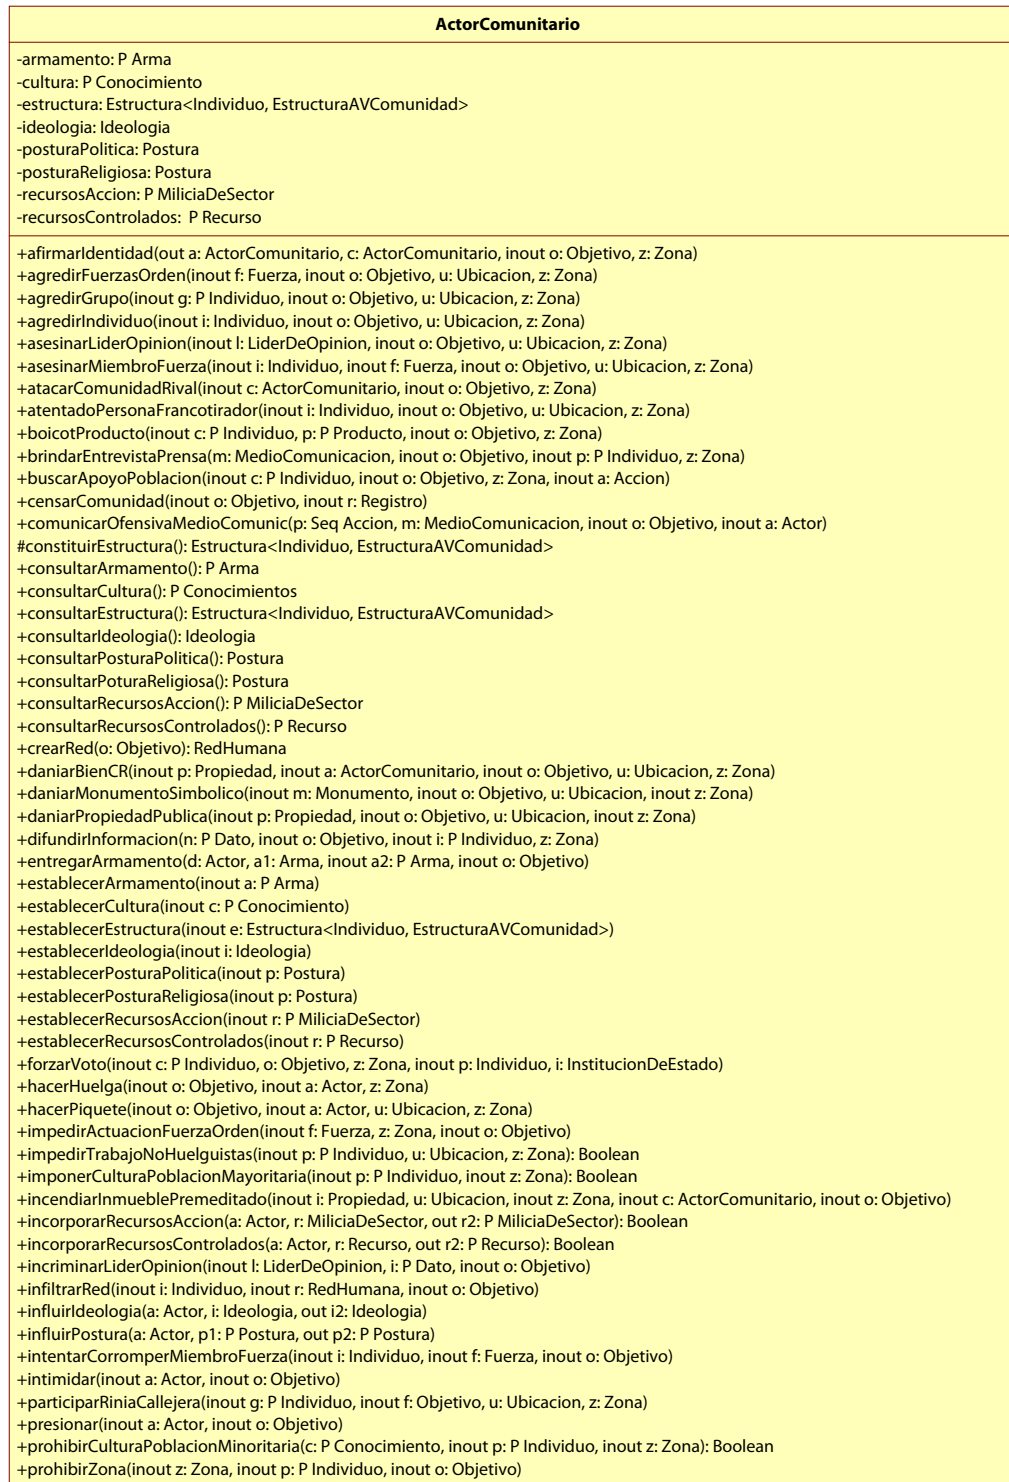 ActorComunitario
-armamento: P Arma
-cultura: P Conocimiento
-estructura: Estructura<Individuo, EstructuraAVComunidad>
-ideologia: Ideologia
-posturaPolitica: Postura
-posturaReligiosa: Postura
-recursosAccion: P MiliciaDeSector
-recursosControlados: P Recurso
+afirmarIdentidad(out a: ActorComunitario, c: ActorComunitario, inout o: Objetivo, z: Zona)
+agredirFuerzasOrden(inout f: Fuerza, inout o: Objetivo, u: Ubicacion, z: Zona)
+agredirGrupo(inout g: P Individuo, inout o: Objetivo, u: Ubicacion, z: Zona)
+agredirIndividuo(inout i: Individuo, inout o: Objetivo, u: Ubicacion, z: Zona)
+asesinarLiderOpinion(inout l: LiderDeOpinion, inout o: Objetivo, u: Ubicacion, z: Zona)
+asesinarMiembroFuerza(inout i: Individuo, inout f: Fuerza, inout o: Objetivo, u: Ubicacion, z: Zona)
+atacarComunidadRival(inout c: ActorComunitario, inout o: Objetivo, z: Zona)
+atentadoPersonaFrancotirador(inout i: Individuo, inout o: Objetivo, u: Ubicacion, z: Zona)
+boicotProducto(inout c: P Individuo, p: P Producto, inout o: Objetivo, z: Zona)
+brindarEntrevistaPrensa(m: MedioComunicacion, inout o: Objetivo, inout p: P Individuo, z: Zona)
+buscarApoyoPoblacion(inout c: P Individuo, inout o: Objetivo, z: Zona, inout a: Accion)
+censarComunidad(inout o: Objetivo, inout r: Registro)
+comunicarOfensivaMedioComunic(p: Seq Accion, m: MedioComunicacion, inout o: Objetivo, inout a: Actor)
#constituirEstructura(): Estructura<Individuo, EstructuraAVComunidad>
+consultarArmamento(): P Arma
+consultarCultura(): P Conocimientos
+consultarEstructura(): Estructura<Individuo, EstructuraAVComunidad>
+consultarIdeologia(): Ideologia
+consultarPosturaPolitica(): Postura
+consultarPoturaReligiosa(): Postura
+consultarRecursosAccion(): P MiliciaDeSector
+consultarRecursosControlados(): P Recurso
+crearRed(o: Objetivo): RedHumana
+daniarBienCR(inout p: Propiedad, inout a: ActorComunitario, inout o: Objetivo, u: Ubicacion, z: Zona)
+daniarMonumentoSimbolico(inout m: Monumento, inout o: Objetivo, u: Ubicacion, inout z: Zona)
+daniarPropiedadPublica(inout p: Propiedad, inout o: Objetivo, u: Ubicacion, inout z: Zona)
+difundirInformacion(n: P Dato, inout o: Objetivo, inout i: P Individuo, z: Zona)
+entregarArmamento(d: Actor, a1: Arma, inout a2: P Arma, inout o: Objetivo)
+establecerArmamento(inout a: P Arma)
+establecerCultura(inout c: P Conocimiento)
+establecerEstructura(inout e: Estructura<Individuo, EstructuraAVComunidad>)
+establecerIdeologia(inout i: Ideologia)
+establecerPosturaPolitica(inout p: Postura)
+establecerPosturaReligiosa(inout p: Postura)
+establecerRecursosAccion(inout r: P MiliciaDeSector)
+establecerRecursosControlados(inout r: P Recurso)
+forzarVoto(inout c: P Individuo, o: Objetivo, z: Zona, inout p: Individuo, i: InstitucionDeEstado)
+hacerHuelga(inout o: Objetivo, inout a: Actor, z: Zona)
+hacerPiquete(inout o: Objetivo, inout a: Actor, u: Ubicacion, z: Zona)
+impedirActuacionFuerzaOrden(inout f: Fuerza, z: Zona, inout o: Objetivo)
+impedirTrabajoNoHuelguistas(inout p: P Individuo, u: Ubicacion, z: Zona): Boolean
+imponerCulturaPoblacionMayoritaria(inout p: P Individuo, inout z: Zona): Boolean
+incendiarInmueblePremeditado(inout i: Propiedad, u: Ubicacion, inout z: Zona, inout c: ActorComunitario, inout o: Objetivo)
+incorporarRecursosAccion(a: Actor, r: MiliciaDeSector, out r2: P MiliciaDeSector): Boolean
+incorporarRecursosControlados(a: Actor, r: Recurso, out r2: P Recurso): Boolean
+incriminarLiderOpinion(inout l: LiderDeOpinion, i: P Dato, inout o: Objetivo)
+infiltrarRed(inout i: Individuo, inout r: RedHumana, inout o: Objetivo)
+influirIdeologia(a: Actor, i: Ideologia, out i2: Ideologia)
+influirPostura(a: Actor, p1: P Postura, out p2: P Postura)
+intentarCorromperMiembroFuerza(inout i: Individuo, inout f: Fuerza, inout o: Objetivo)
+intimidar(inout a: Actor, inout o: Objetivo)
+participarRiniaCallejera(inout g: P Individuo, inout f: Objetivo, u: Ubicacion, z: Zona)
+presionar(inout a: Actor, inout o: Objetivo)
+prohibirCulturaPoblacionMinoritaria(c: P Conocimiento, inout p: P Individuo, inout z: Zona): Boolean
+prohibirZona(inout z: Zona, inout p: P Individuo, inout o: Objetivo)